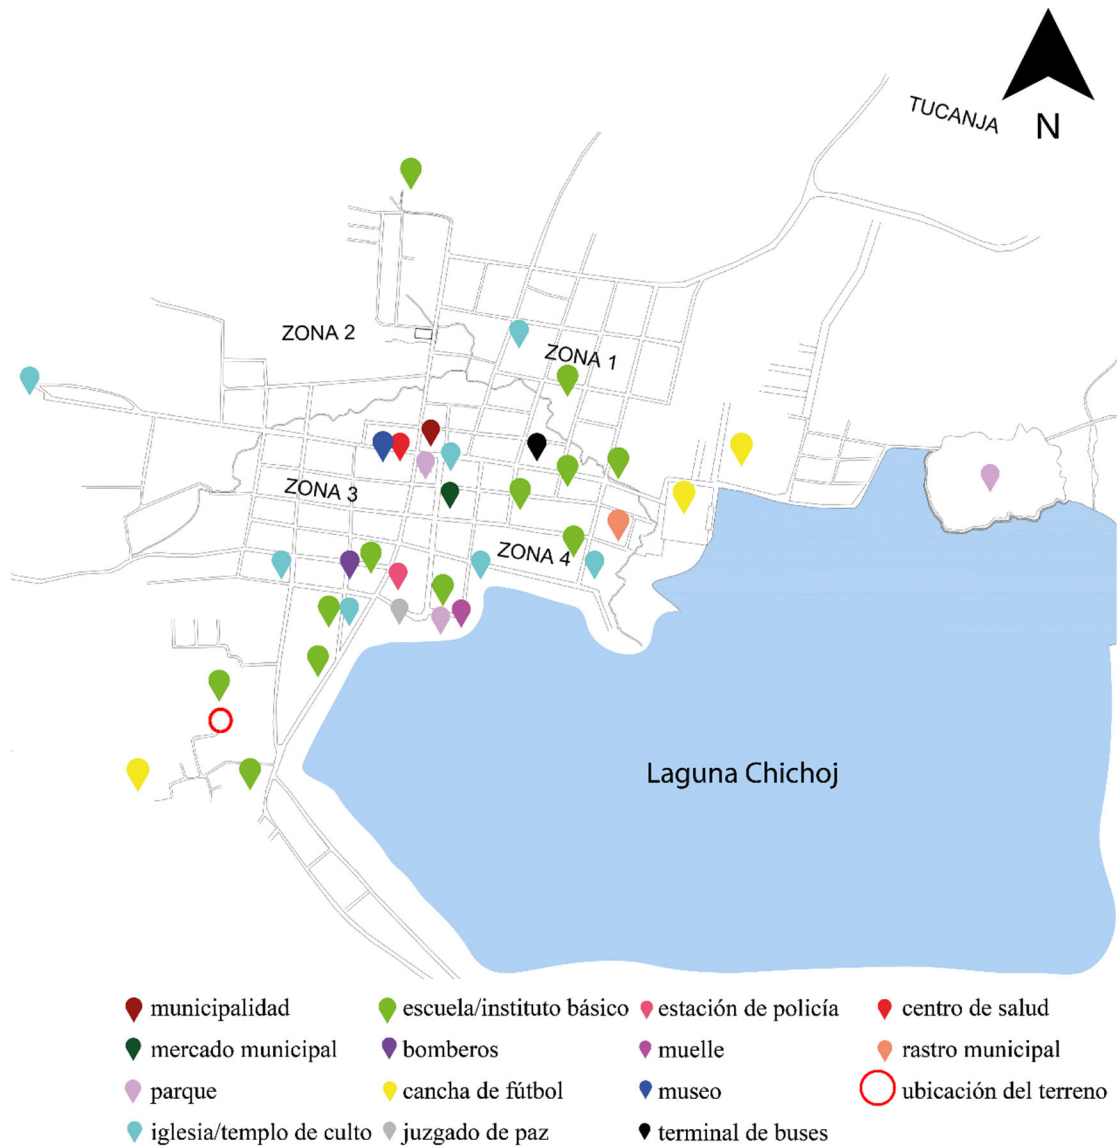 TUCANJA
N
ZONA 2
ZONA 1
ZONA 3
ZONA 4
Laguna Chichoj
municipalidad
escuela/instituto básico
estación de policía
centro de salud
mercado municipal
bomberos
muelle
rastro municipal
parque
cancha de fútbol
museo
ubicación del terreno
iglesia/templo de culto
juzgado de paz
terminal de buses